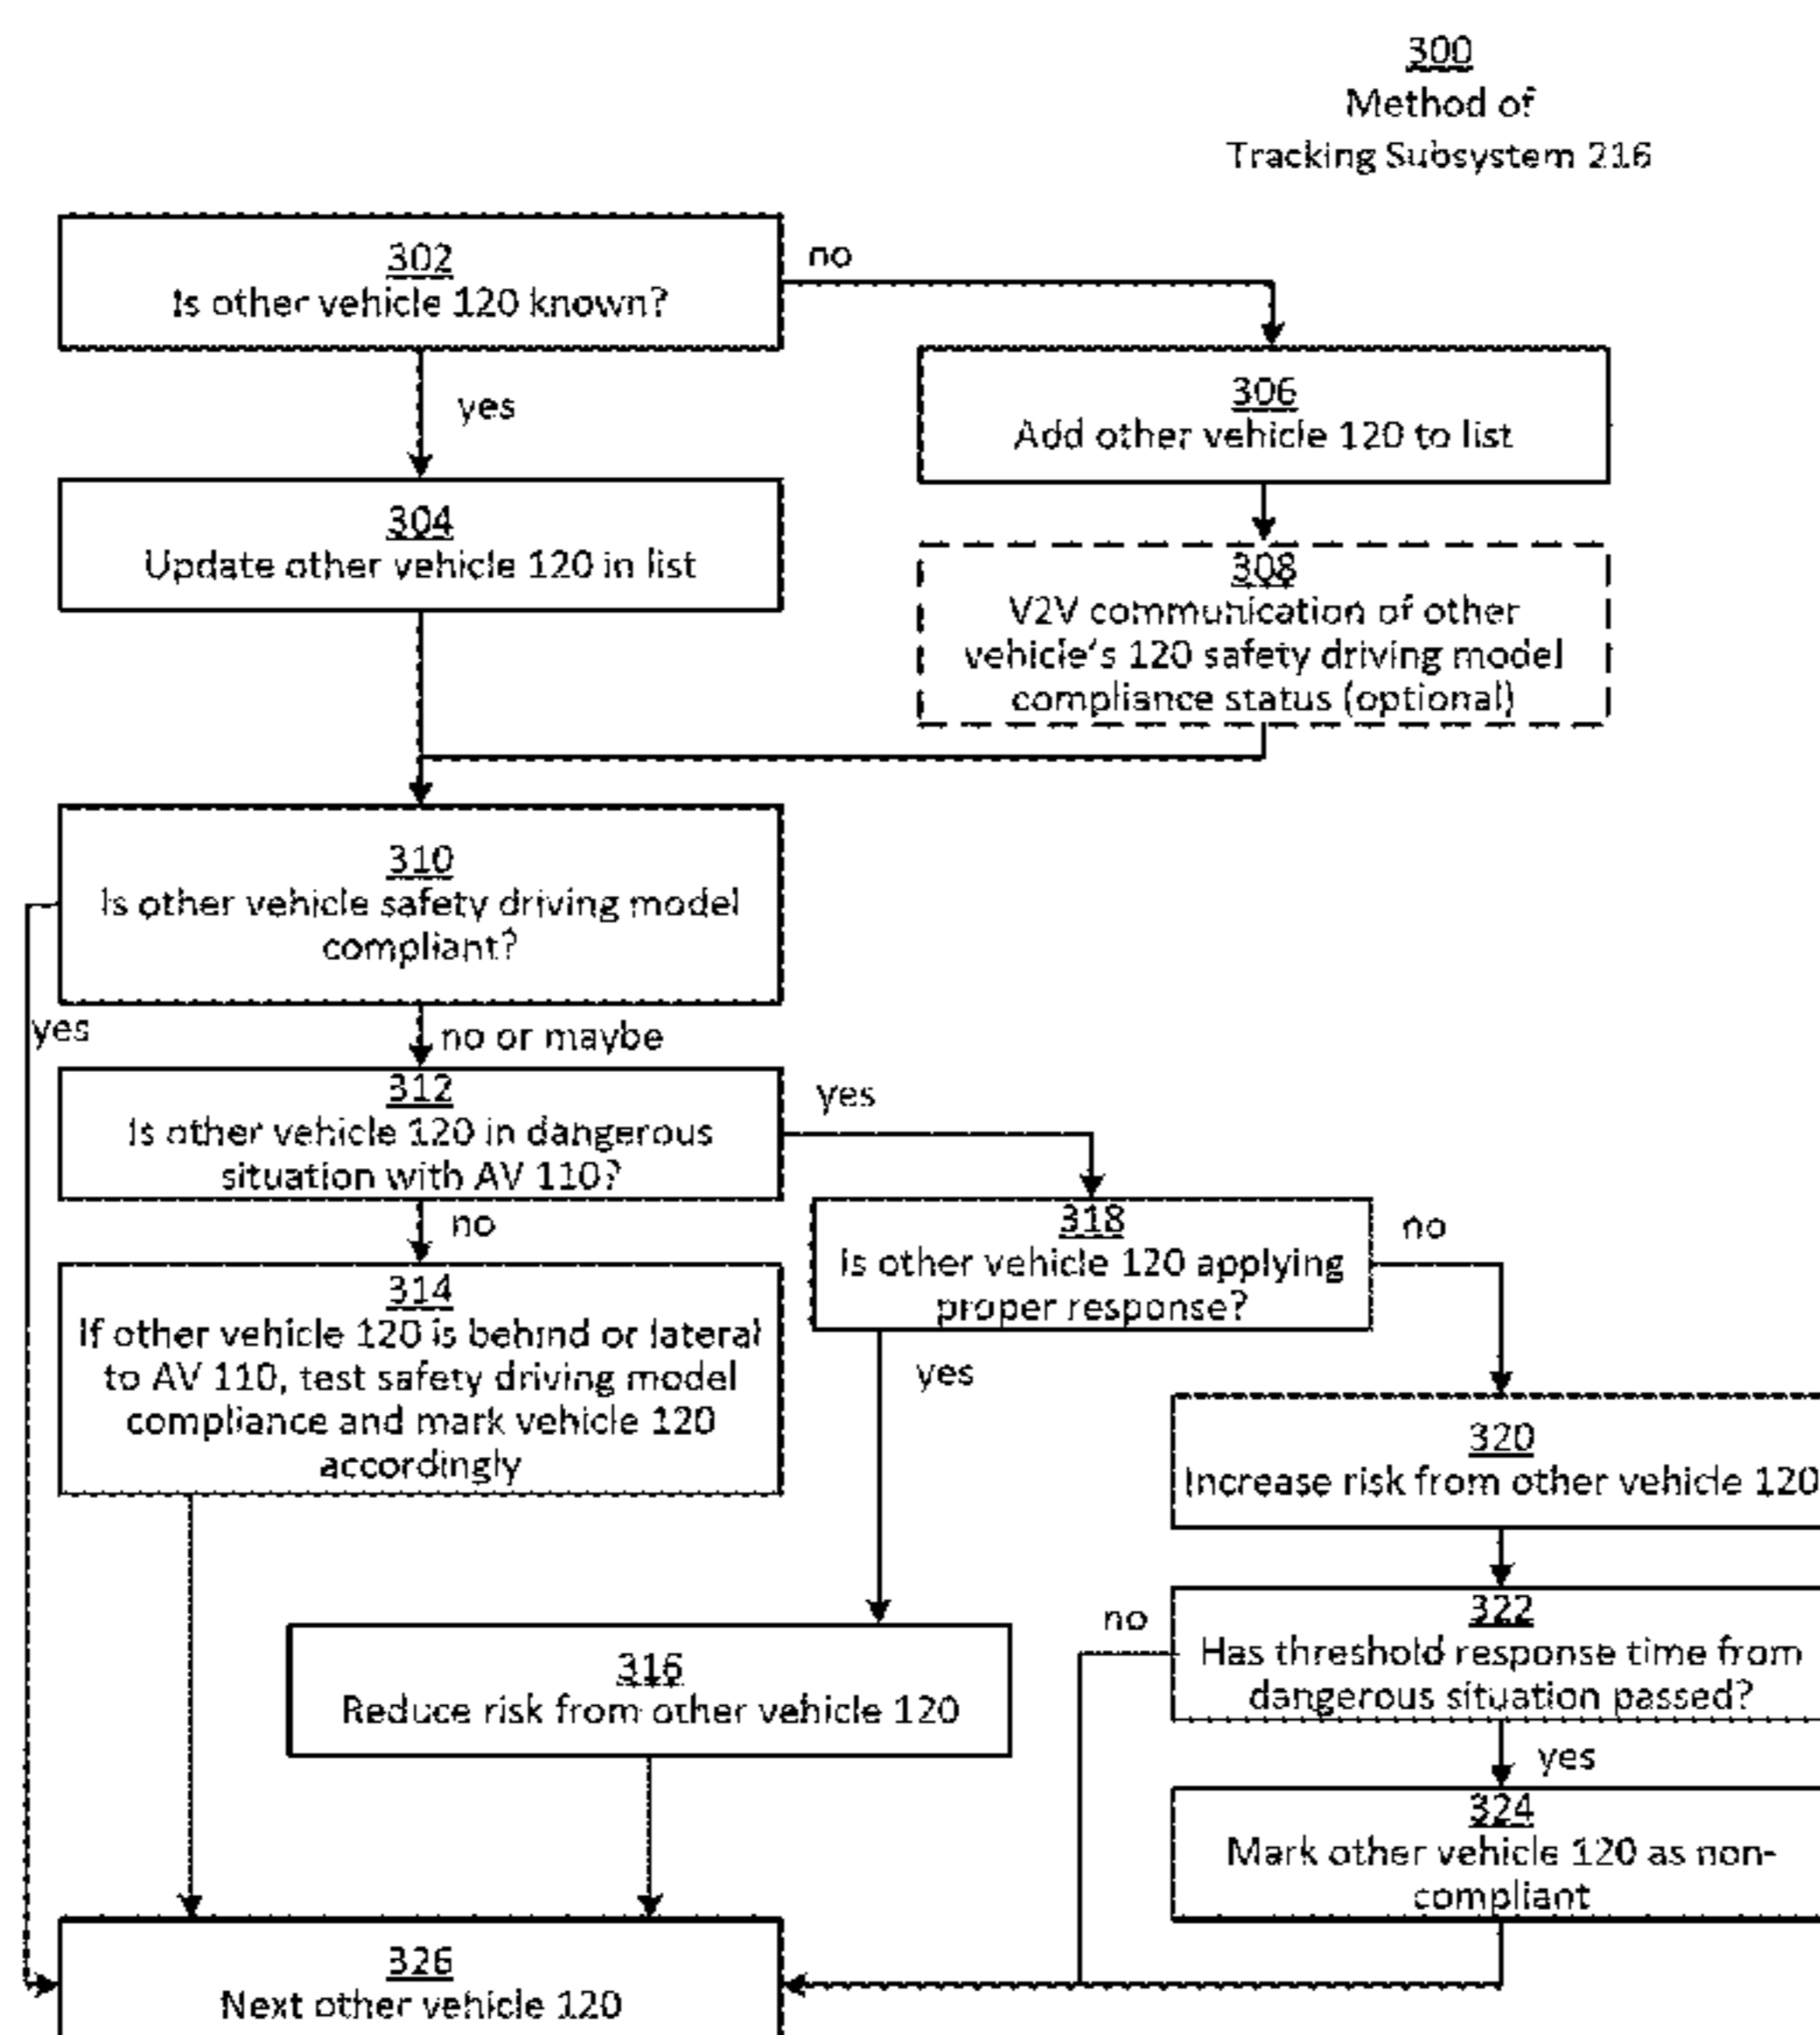 300
Method of
Tracking Subsystem 216
302
Is other vehicle 120 known?
no
yes
306
Add other vehicle 120 to list
304
Update other vehicle 120 in list
308
V2V communication of other
vehicle's 120 safety driving model
compliance status (optional)
310
Is other vehicle safety driving model
compliant?
yes
no or maybe
312
Is other vehicle 120 in dangerous
situation with AV 110?
yes
no
318
Is other vehicle 120 applying
proper response?
no
yes
314
If other vehicle 120 is behind or lateral
to AV 110, test safety driving model
compliance and mark vehicle 120
accordingly
320
Increase risk from other vehicle 120
316
Reduce risk from other vehicle 120
322
Has threshold response time from
dangerous situation passed?
no
yes
324
Mark other vehicle 120 as non-
compliant
326
Next other vehicle 120